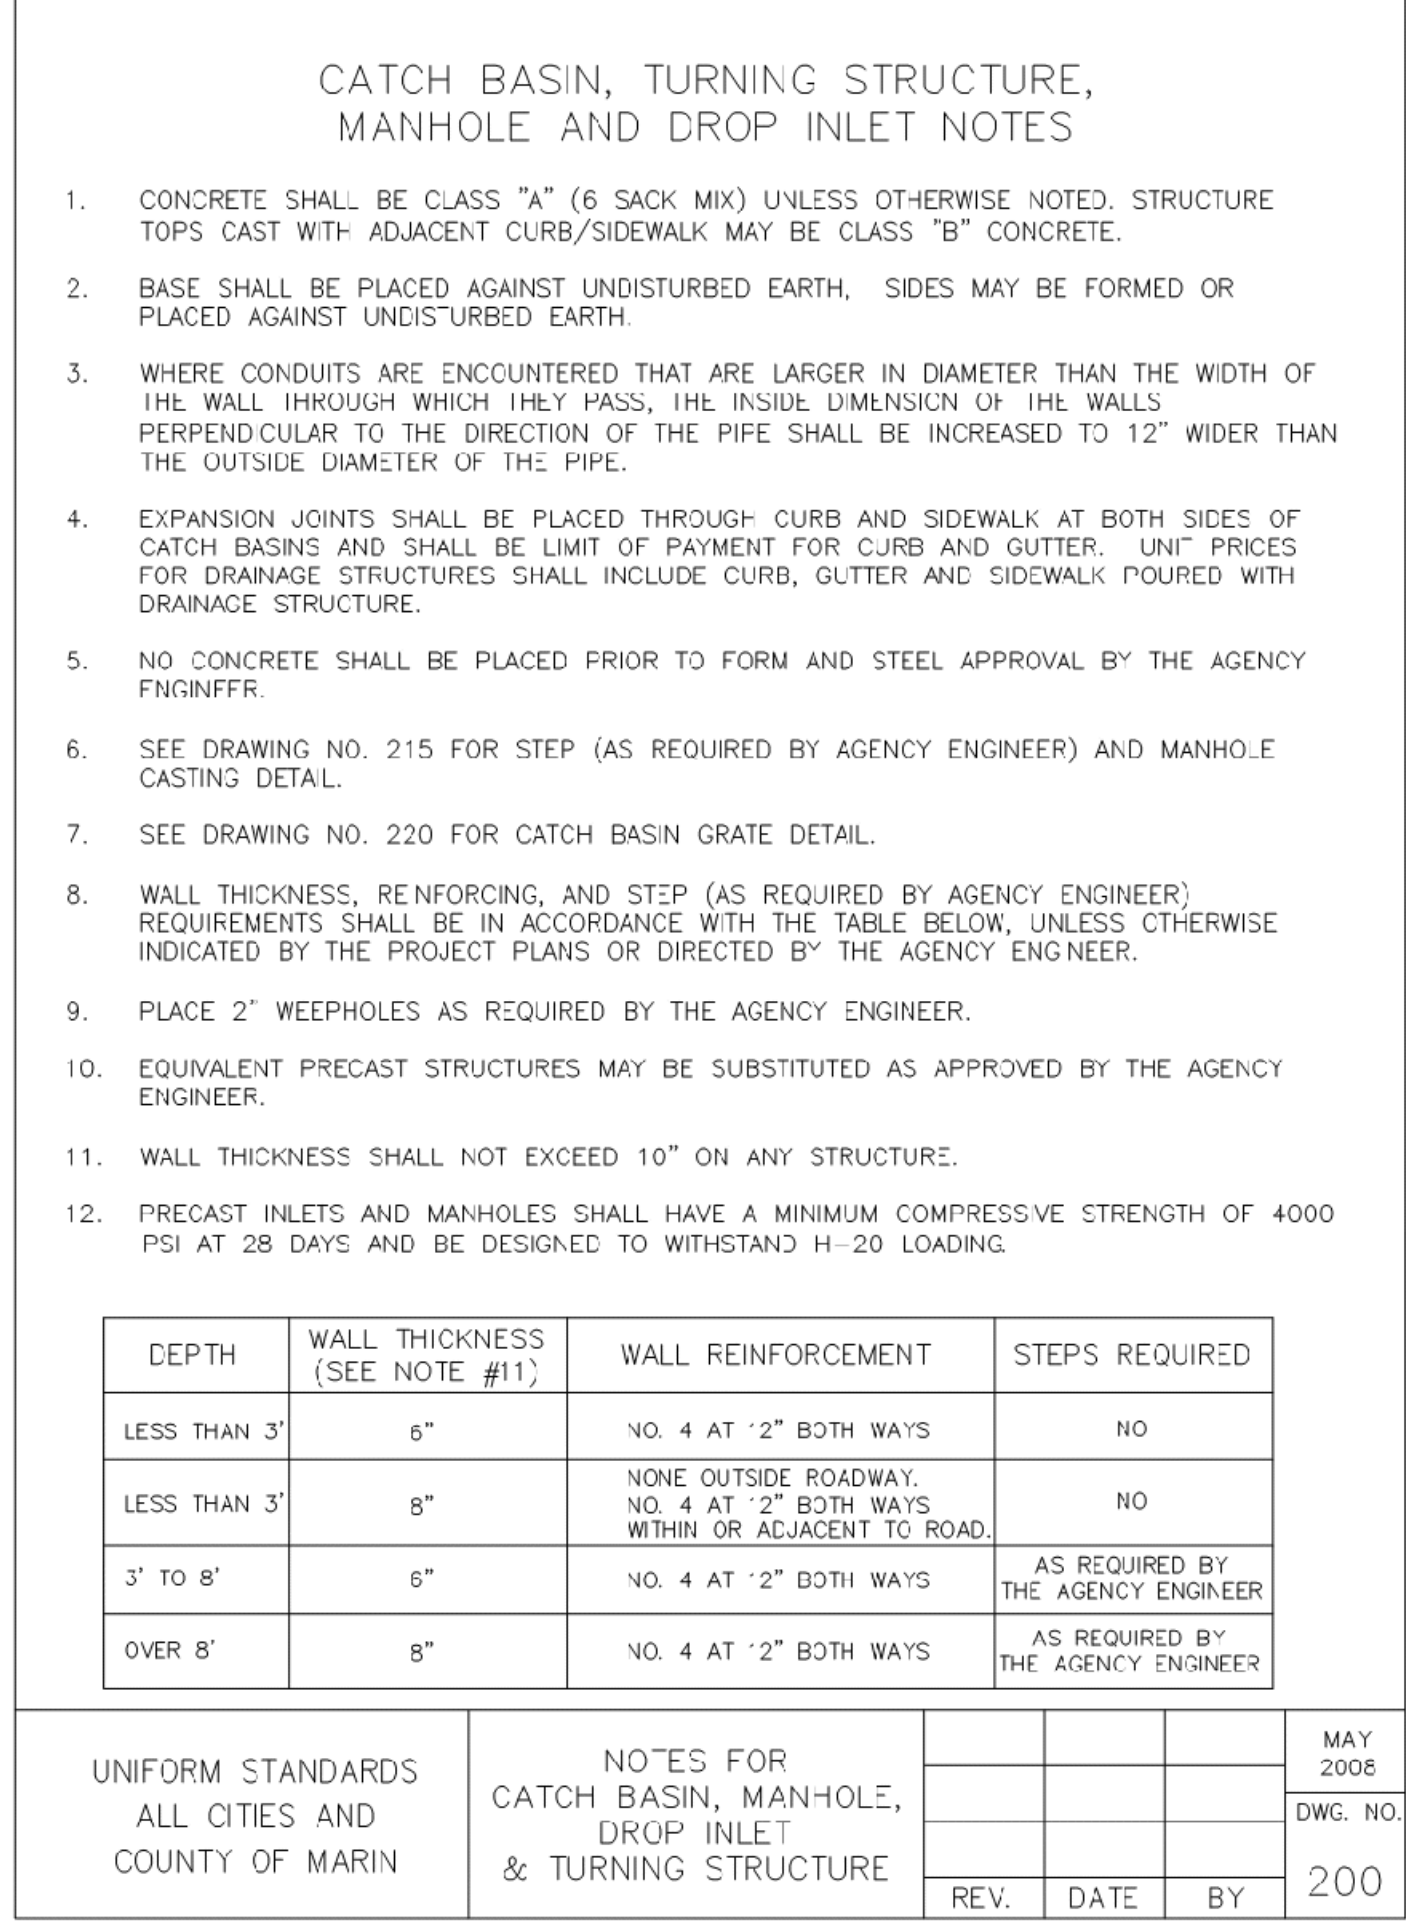 CATCH BASIN, TURNING STRUCTURE,
MANHOLE AND DROP INLET NOTES
1. CONCRETE SHALL BE CLASS "A" (6 SACK MIX) UNLESS OTHERWISE NOTED. STRUCTURE
TOPS CAST WITH ADJACENT CURB/SIDEWALK MAY BE CLASS "B" CONCRETE.
2. BASE SHALL BE PLACED AGAINST UNDISTURBED EARTH, SIDES MAY BE FORMED OR
PLACED AGAINST UNDISTURBED EARTH.
3. WHERE CONDUITS ARE ENCOUNTERED THAT ARE LARGER IN DIAMETER THAN THE WIDTH OF
THE WALL THROUGH WHICH THEY PASS, THE INSIDE DIMENSION OF THE WALLS
PERPENDICULAR TO THE DIRECTION OF THE PIPE SHALL BE INCREASED TO 12" WIDER THAN
THE OUTSIDE DIAMETER OF THE PIPE.
4. EXPANSION JOINTS SHALL BE PLACED THROUGH CURB AND SIDEWALK AT BOTH SIDES OF
CATCH BASINS AND SHALL BE LIMIT OF PAYMENT FOR CURB AND GUTTER. UNIT PRICES
FOR DRAINAGE STRUCTURES SHALL INCLUDE CURB, GUTTER AND SIDEWALK POURED WITH
DRAINAGE STRUCTURE.
5. NO CONCRETE SHALL BE PLACED PRIOR TO FORM AND STEEL APPROVAL BY THE AGENCY
ENGINEER.
6. SEE DRAWING NO. 215 FOR STEP (AS REQUIRED BY AGENCY ENGINEER) AND MANHOLE
CASTING DETAIL.
7. SEE DRAWING NO. 220 FOR CATCH BASIN GRATE DETAIL.
8. WALL THICKNESS, REINFORCING, AND STEP (AS REQUIRED BY AGENCY ENGINEER)
REQUIREMENTS SHALL BE IN ACCORDANCE WITH THE TABLE BELOW, UNLESS OTHERWISE
INDICATED BY THE PROJECT PLANS OR DIRECTED BY THE AGENCY ENGINEER.
9. PLACE 2" WEEPHOLES AS REQUIRED BY THE AGENCY ENGINEER.
10. EQUIVALENT PRECAST STRUCTURES MAY BE SUBSTITUTED AS APPROVED BY THE AGENCY
ENGINEER.
11. WALL THICKNESS SHALL NOT EXCEED 10" ON ANY STRUCTURE.
12. PRECAST INLETS AND MANHOLES SHALL HAVE A MINIMUM COMPRESSIVE STRENGTH OF 4000
PSI AT 28 DAYS AND BE DESIGNED TO WITHSTAND H-20 LOADING.
DEPTH
WALL THICKNESS
(SEE NOTE #11)
WALL REINFORCEMENT
STEPS REQUIRED
LESS THAN 3'
6"
NO. 4 AT 12" BOTH WAYS
NO
LESS THAN 3'
8"
NONE OUTSIDE ROADWAY.
NO. 4 AT 12" BOTH WAYS
WITHIN OR ADJACENT TO ROAD.
NO
3' TO 8'
6"
NO. 4 AT 12" BOTH WAYS
AS REQUIRED BY
THE AGENCY ENGINEER
OVER 8'
8"
NO. 4 AT 12" BOTH WAYS
AS REQUIRED BY
THE AGENCY ENGINEER
UNIFORM STANDARDS
ALL CITIES AND
COUNTY OF MARIN
NOTES FOR
CATCH BASIN, MANHOLE,
DROP INLET
& TURNING STRUCTURE
REV.
DATE
BY
MAY
2008
DWG. NO.
200